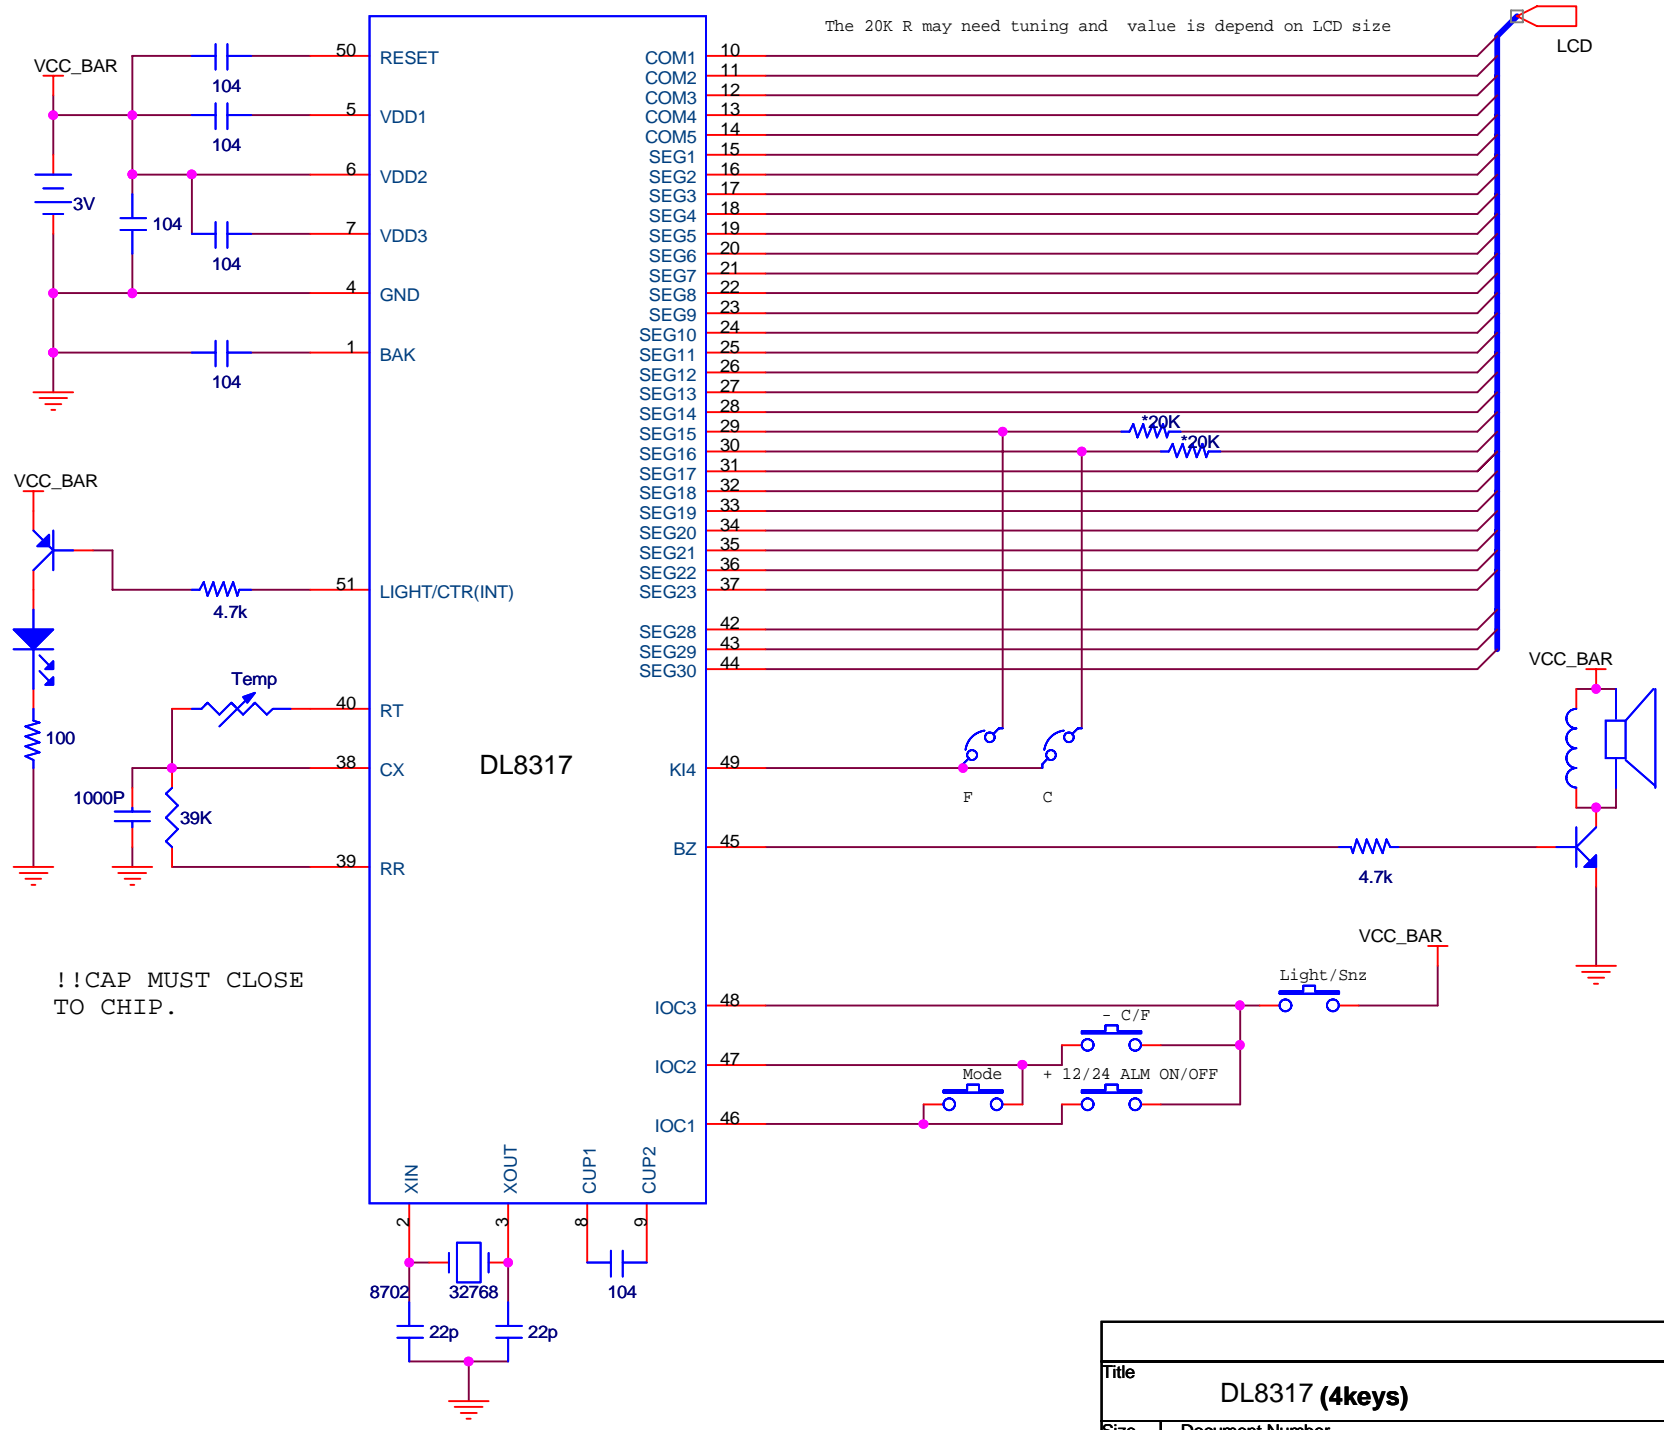 The 20K R may need tuning and value is depend on LCD size
LCD
VCC_BAR
104
50
RESET
104
5
VDD1
6
VDD2
3V
104
7
VDD3
104
4
GND
1
BAK
104
COM1
10
COM2
11
COM3
12
COM4
13
COM5
14
SEG1
15
SEG2
16
SEG3
17
SEG4
18
SEG5
19
SEG6
20
SEG7
21
SEG8
22
SEG9
23
SEG10
24
SEG11
25
SEG12
26
SEG13
27
SEG14
28
SEG15
29
*20K
SEG16
30
*20K
SEG17
31
SEG18
32
SEG19
33
SEG20
34
SEG21
35
SEG22
36
SEG23
37
SEG28
42
SEG29
43
SEG30
44
VCC_BAR
51
LIGHT/CTR(INT)
4.7k
100
Temp
40
RT
38
CX
1000P
39K
39
RR
DL8317
KI4
49
F
C
BZ
45
4.7k
VCC_BAR
!!CAP MUST CLOSE
TO CHIP.
VCC_BAR
Light/Snz
IOC3
48
- C/F
IOC2
47
Mode
+ 12/24 ALM ON/OFF
IOC1
46
XIN
XOUT
CUP1
CUP2
2
3
8
9
8702
32768
104
22p
22p
Title
DL8317 (4keys)
Size
Document Number